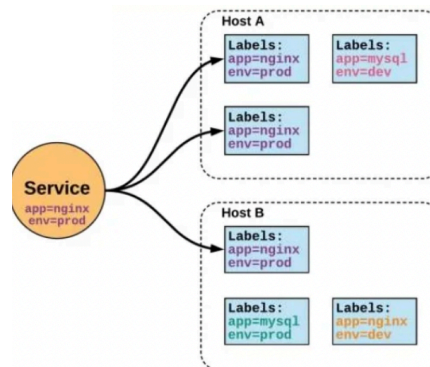 Host A
Labels:
app=nginx
env=prod
Labels:
app=mysql
env=dev
Labels:
app=nginx
env=prod
Service
app=nginx
env=prod
Host B
Labels:
app=nginx
env=prod
Labels:
app=mysql
env=prod
Labels:
app=nginx
env=dev